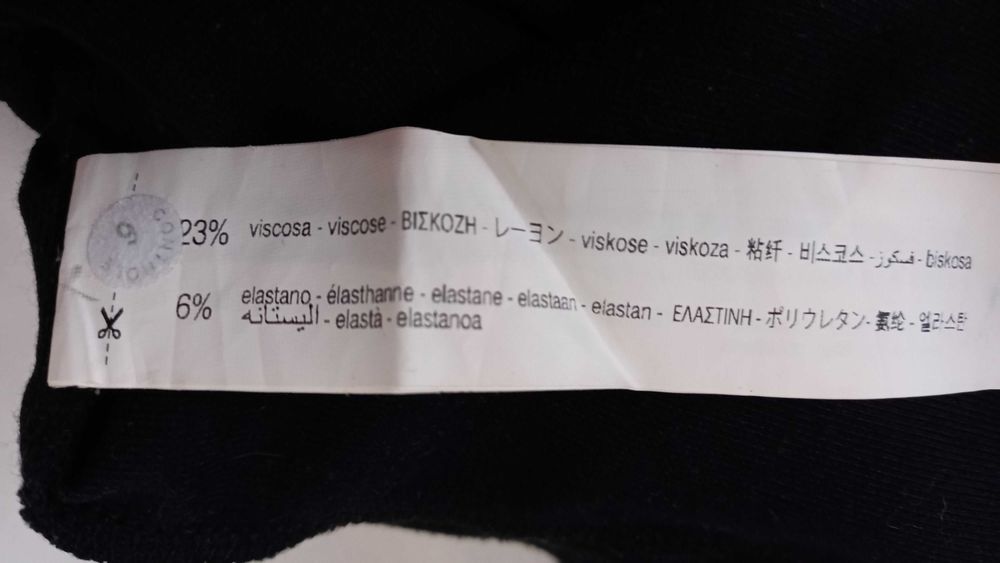 CONTROL 9
23% viscosa - viscose - ΒΙΣΚΟΖΗ - レーヨン - viskose - viskoza - 粘纤 - 비스코스 - فسكوز - biskosa
6% elastano - élasthanne - elastane - elastaan - elastan - ΕΛΑΣΤΙΝΗ - ポリウレタン - 氨纶 - 엘라스탄
اليستانه - elastà - elastanoa